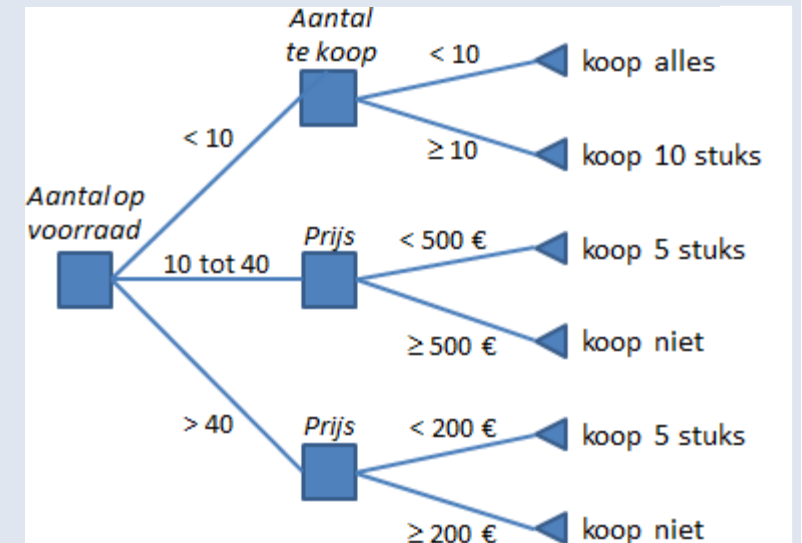 Aantal
te koop
< 10
koop alles
< 10
≥ 10
koop 10 stuks
Aantal op
voorraad
Prijs
< 500 €
koop 5 stuks
10 tot 40
≥ 500 €
koop niet
> 40
Prijs
< 200 €
koop 5 stuks
≥ 200 €
koop niet